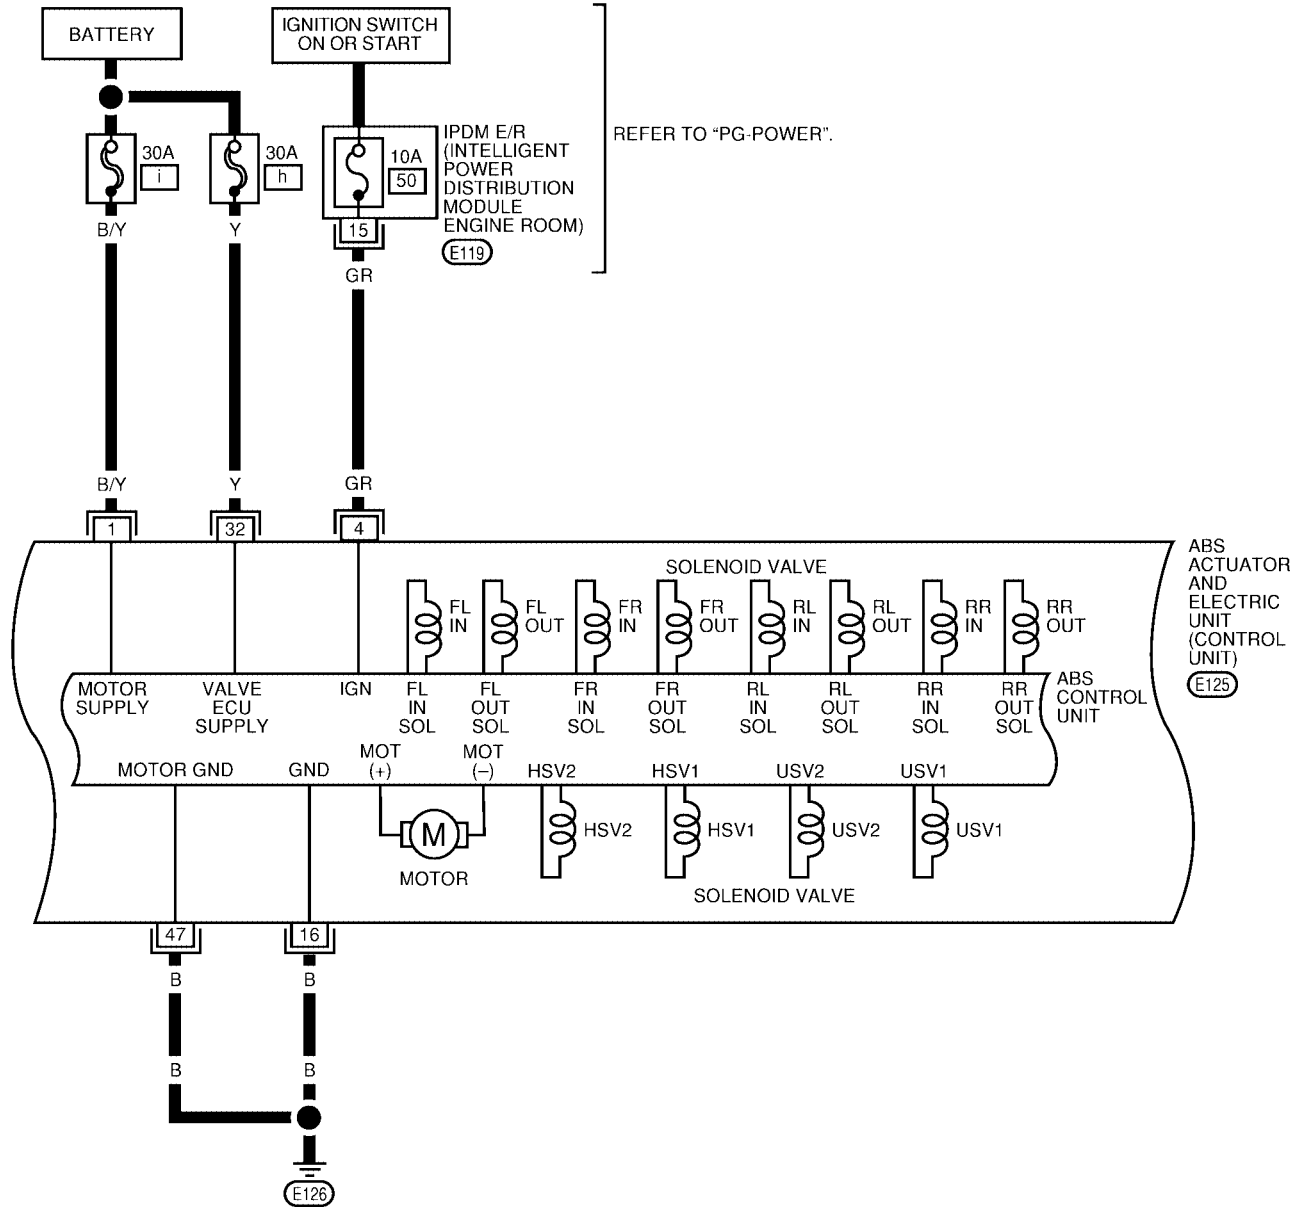 BATTERY
IGNITION SWITCH
ON OR START
REFER TO “PG-POWER”.
30A
i
30A
h
10A
50
IPDM E/R
(INTELLIGENT
POWER
DISTRIBUTION
MODULE
ENGINE ROOM)
E119
15
B/Y
Y
GR
B/Y
Y
GR
1
32
4
ABS
ACTUATOR
AND
ELECTRIC
UNIT
(CONTROL
UNIT)
E125
SOLENOID VALVE
FL
IN
FL
OUT
FR
IN
FR
OUT
RL
IN
RL
OUT
RR
IN
RR
OUT
MOTOR
SUPPLY
VALVE
ECU
SUPPLY
IGN
FL
IN
SOL
FL
OUT
SOL
FR
IN
SOL
FR
OUT
SOL
RL
IN
SOL
RL
OUT
SOL
RR
IN
SOL
RR
OUT
SOL
ABS
CONTROL
UNIT
MOTOR GND
GND
MOT
(+)
MOT
(–)
HSV2
HSV1
USV2
USV1
M
MOTOR
HSV2
HSV1
USV2
USV1
SOLENOID VALVE
47
16
B
B
B
B
E126